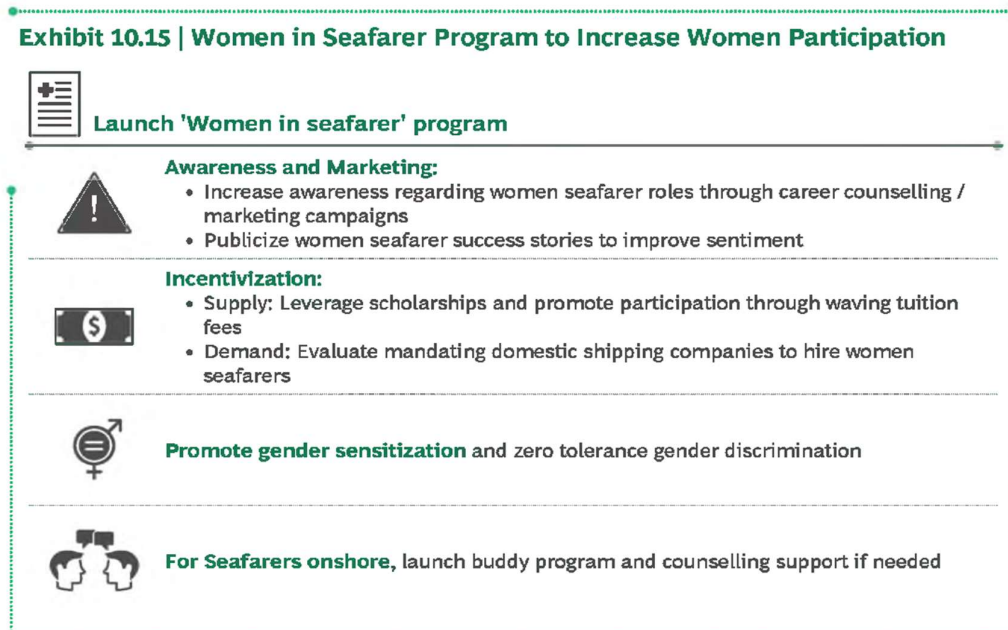 Exhibit 10.15 | Women in Seafarer Program to Increase Women Participation
Launch 'Women in seafarer' program
Awareness and Marketing:
• Increase awareness regarding women seafarer roles through career counselling /
marketing campaigns
• Publicize women seafarer success stories to improve sentiment
Incentivization:
• Supply: Leverage scholarships and promote participation through waving tuition
fees
• Demand: Evaluate mandating domestic shipping companies to hire women
seafarers
Promote gender sensitization and zero tolerance gender discrimination
For Seafarers onshore, launch buddy program and counselling support if needed